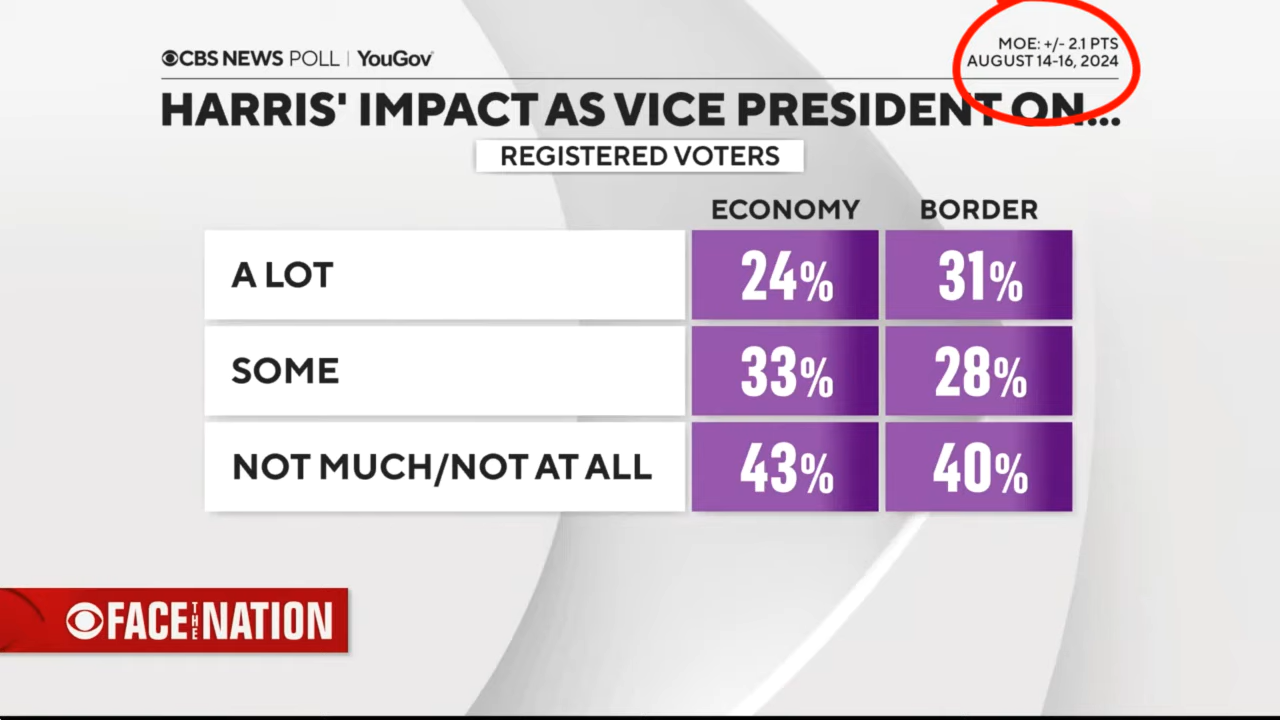 CBS NEWS POLL | YouGov
MOE: +/- 2.1 PTS
AUGUST 14-16, 2024
HARRIS' IMPACT AS VICE PRESIDENT ON...
REGISTERED VOTERS
ECONOMY BORDER
A LOT 24% 31%
SOME 33% 28%
NOT MUCH/NOT AT ALL 43% 40%
FACE THE NATION